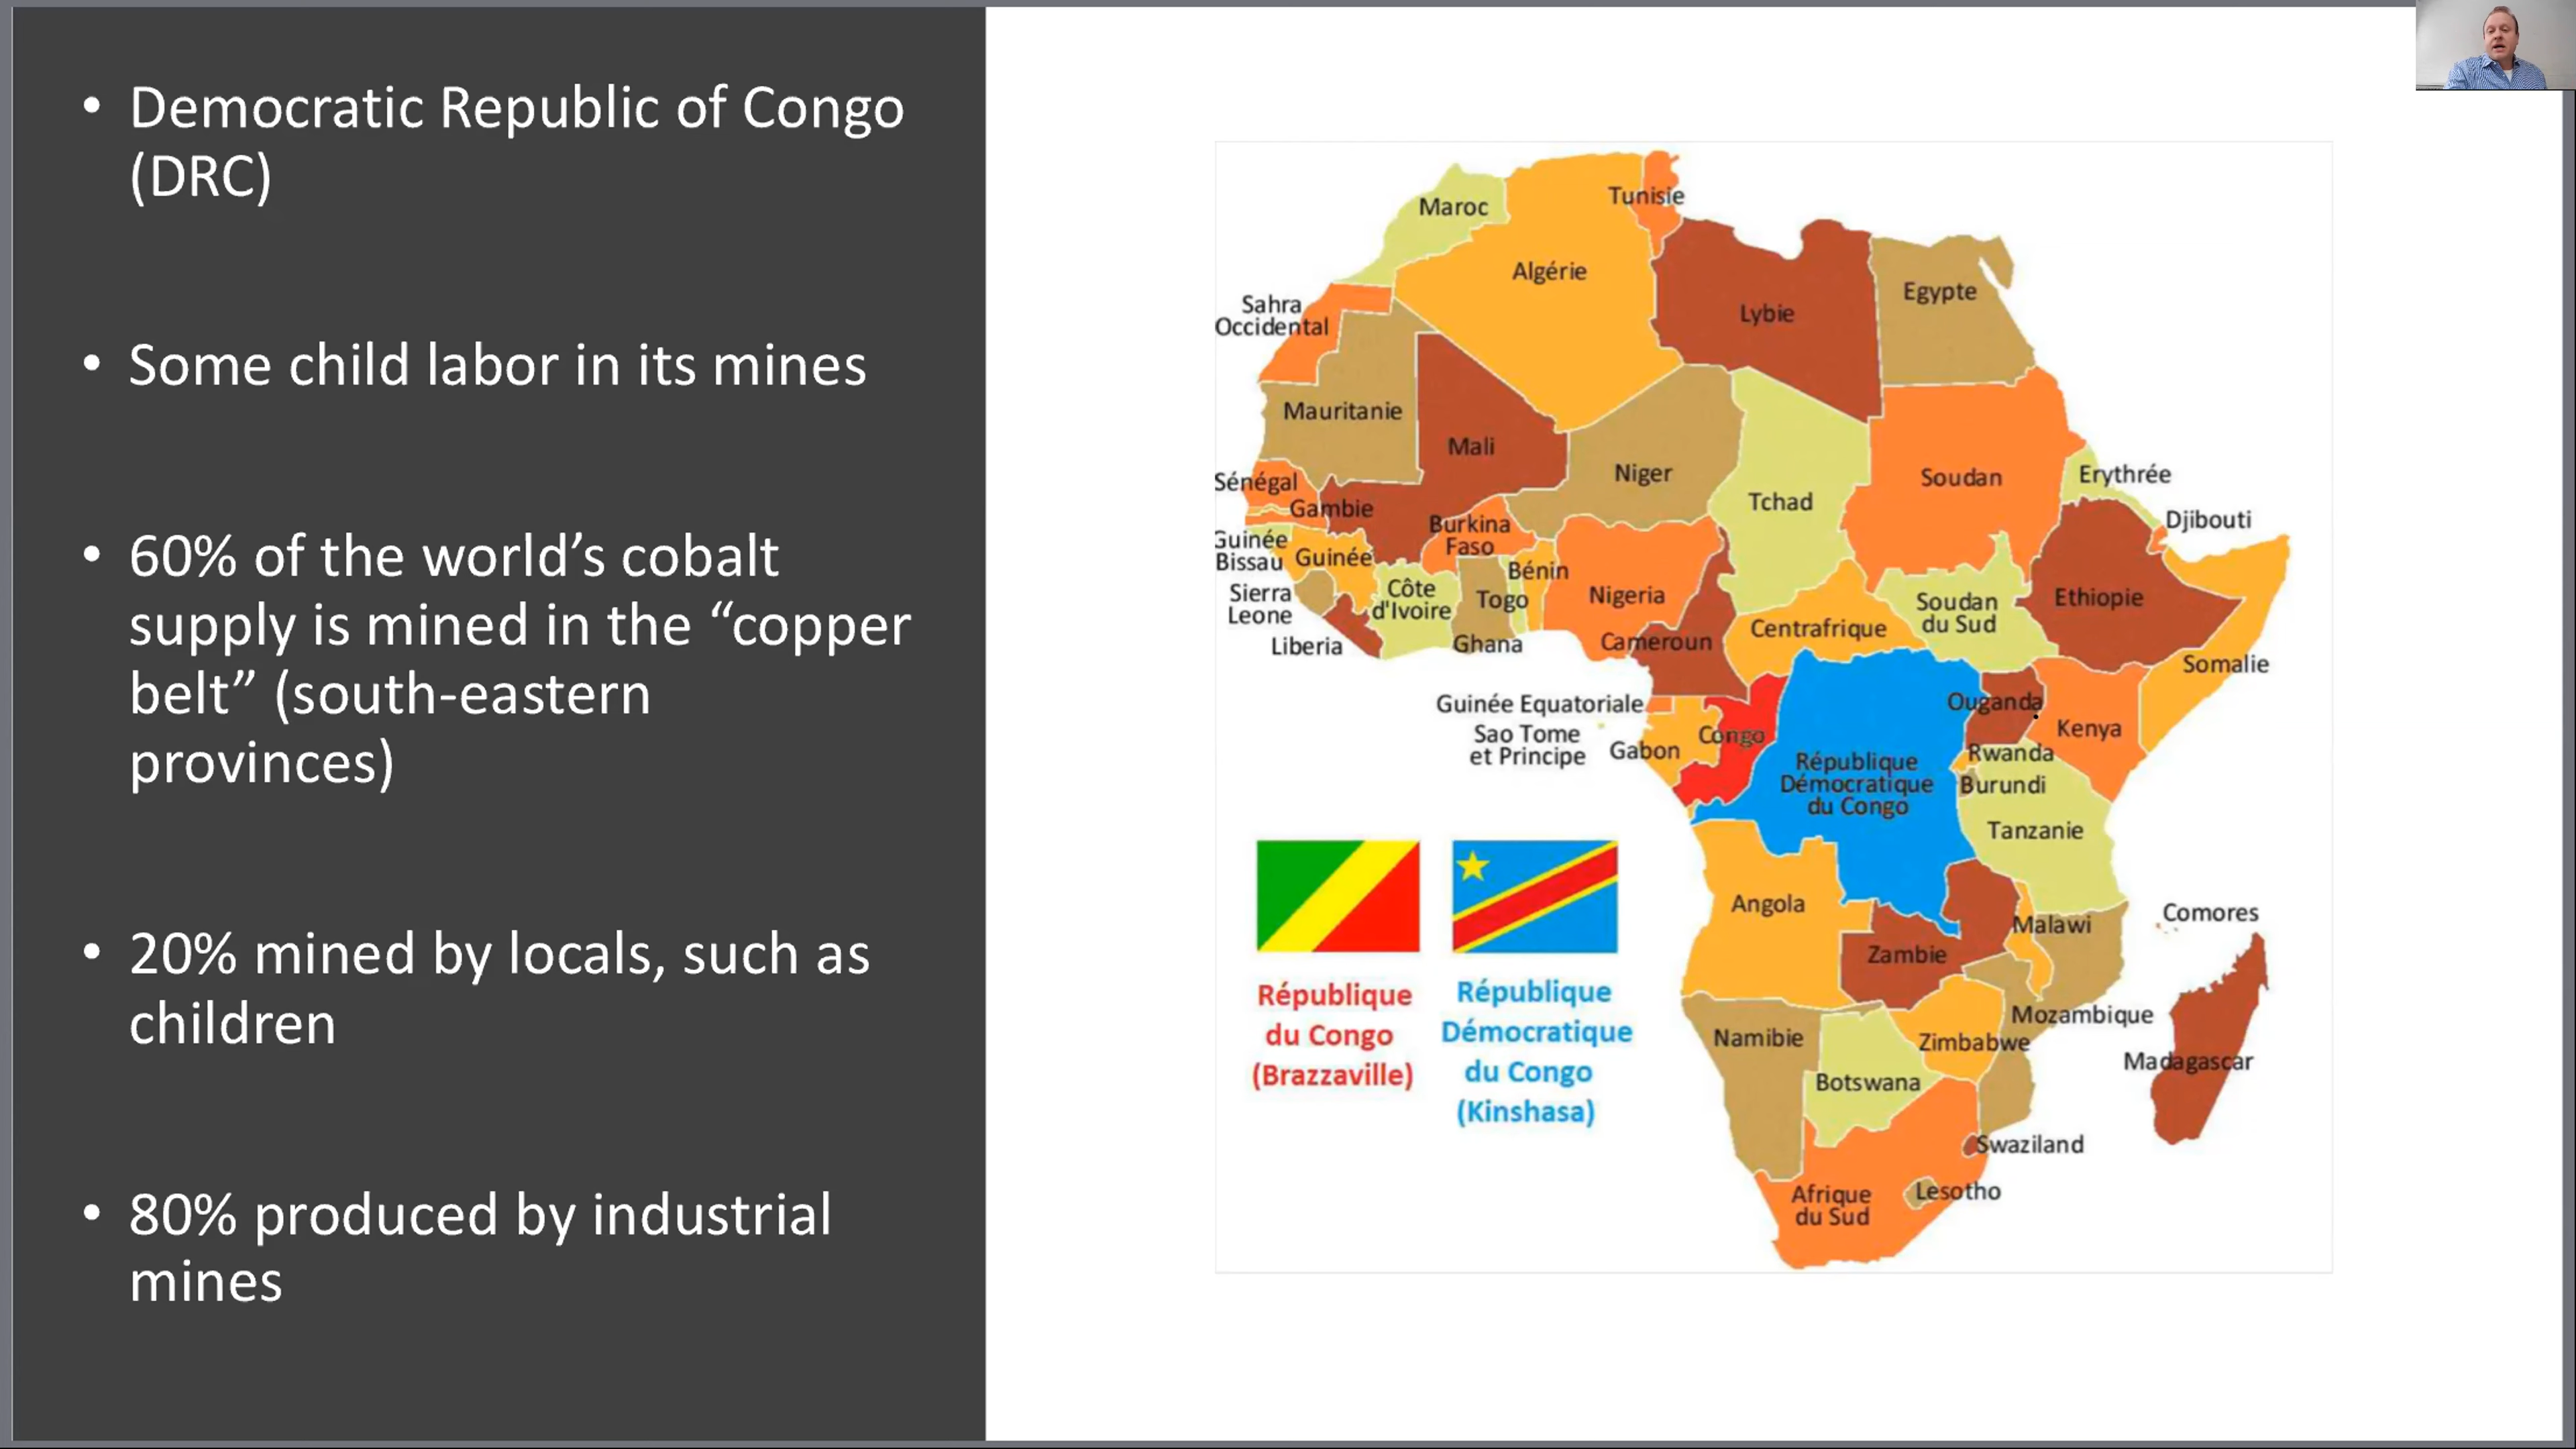 • Democratic Republic of Congo
(DRC)
• Some child labor in its mines
• 60% of the world’s cobalt
supply is mined in the “copper
belt” (south-eastern
provinces)
• 20% mined by locals, such as
children
• 80% produced by industrial
mines
Maroc
Tunisie
Algérie
Lybie
Egypte
Sahra
Occidental
Mauritanie
Mali
Niger
Tchad
Soudan
Erythrée
Sénégal
Gambie
Burkina
Faso
Djibouti
Guinée
Bissau
Guinée
Bénin
Sierra
Leone
Côte
d'Ivoire
Togo
Nigeria
Soudan
du Sud
Ethiopie
Liberia
Ghana
Cameroun
Centrafrique
Somalie
Guinée Equatoriale
Sao Tome
et Principe
Gabon
Congo
Ouganda
Kenya
République
Démocratique
du Congo
Rwanda
Burundi
Tanzanie
Angola
Zambie
Malawi
Comores
République
du Congo
(Brazzaville)
République
Démocratique
du Congo
(Kinshasa)
Namibie
Botswana
Zimbabwe
Mozambique
Madagascar
Swaziland
Lesotho
Afrique
du Sud